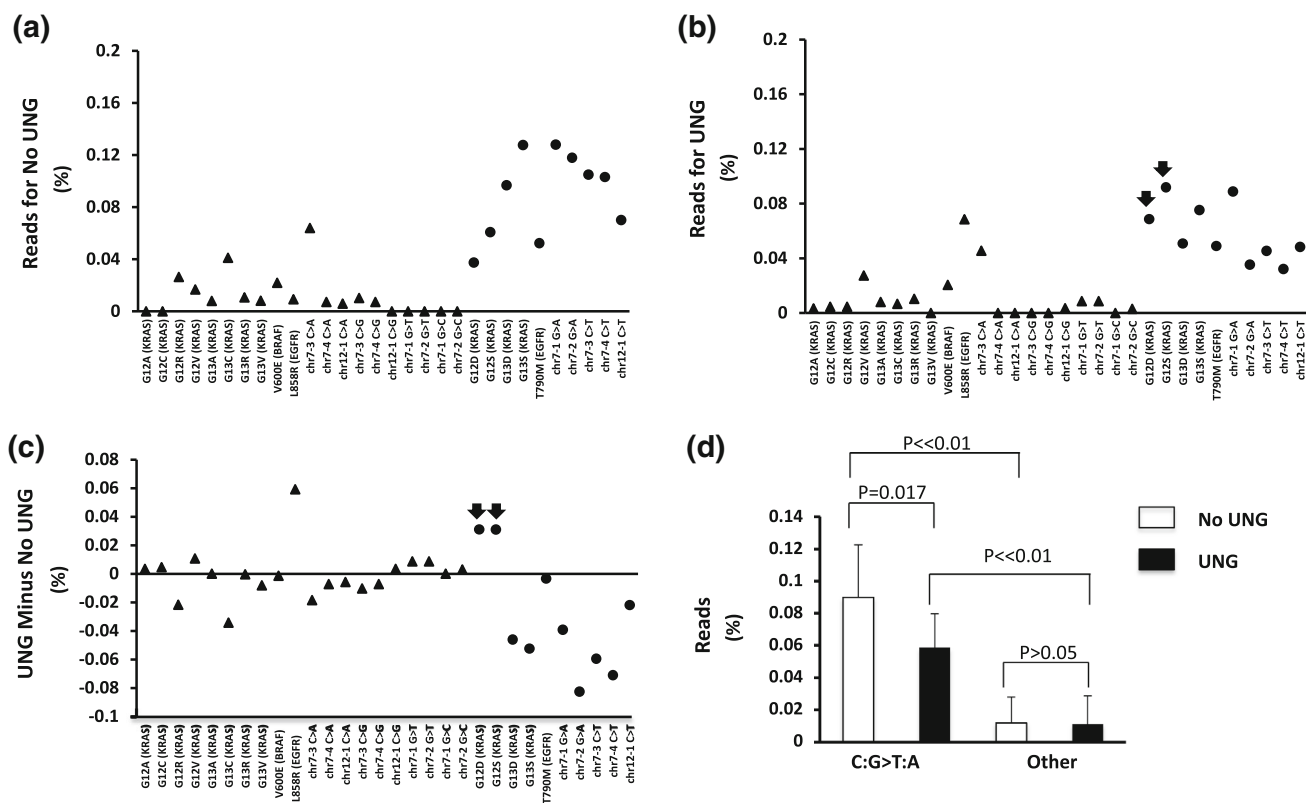 (a)
Reads for No UNG
(%)
0.2
0.16
0.12
0.08
0.04
0
G12A (KRAS)
G12C (KRAS)
G12R (KRAS)
G12V (KRAS)
G13A (KRAS)
G13C (KRAS)
G13R (KRAS)
G13V (KRAS)
V600E (BRAF)
L858R (EGFR)
chr7-3 C>A
chr7-4 C>A
chr12-1 C>A
chr7-3 C>G
chr7-4 C>G
chr12-1 C>G
chr7-1 G>T
chr7-2 G>T
chr7-1 G>C
chr7-2 G>C
G12D (KRAS)
G12S (KRAS)
G13D (KRAS)
G13S (KRAS)
T790M (EGFR)
chr7-1 G>A
chr7-2 G>A
chr7-3 C>T
chr7-4 C>T
chr12-1 C>T
(b)
Reads for UNG
(%)
0.2
0.16
0.12
0.08
0.04
0
G12A (KRAS)
G12C (KRAS)
G12R (KRAS)
G12V (KRAS)
G13A (KRAS)
G13C (KRAS)
G13R (KRAS)
G13V (KRAS)
V600E (BRAF)
L858R (EGFR)
chr7-3 C>A
chr7-4 C>A
chr12-1 C>A
chr7-3 C>G
chr7-4 C>G
chr12-1 C>G
chr7-1 G>T
chr7-2 G>T
chr7-1 G>C
chr7-2 G>C
G12D (KRAS)
G12S (KRAS)
G13D (KRAS)
G13S (KRAS)
T790M (EGFR)
chr7-1 G>A
chr7-2 G>A
chr7-3 C>T
chr7-4 C>T
chr12-1 C>T
(c)
UNG Minus No UNG
(%)
0.08
0.06
0.04
0.02
0
-0.02
-0.04
-0.06
-0.08
-0.1
G12A (KRAS)
G12C (KRAS)
G12R (KRAS)
G12V (KRAS)
G13A (KRAS)
G13C (KRAS)
G13R (KRAS)
G13V (KRAS)
V600E (BRAF)
L858R (EGFR)
chr7-3 C>A
chr7-4 C>A
chr12-1 C>A
chr7-3 C>G
chr7-4 C>G
chr12-1 C>G
chr7-1 G>T
chr7-2 G>T
chr7-1 G>C
chr7-2 G>C
G12D (KRAS)
G12S (KRAS)
G13D (KRAS)
G13S (KRAS)
T790M (EGFR)
chr7-1 G>A
chr7-2 G>A
chr7-3 C>T
chr7-4 C>T
chr12-1 C>T
(d)
P<<0.01
P=0.017
P<<0.01
P>0.05
No UNG
UNG
Reads
(%)
0.14
0.12
0.1
0.08
0.06
0.04
0.02
0
C:G>T:A
Other